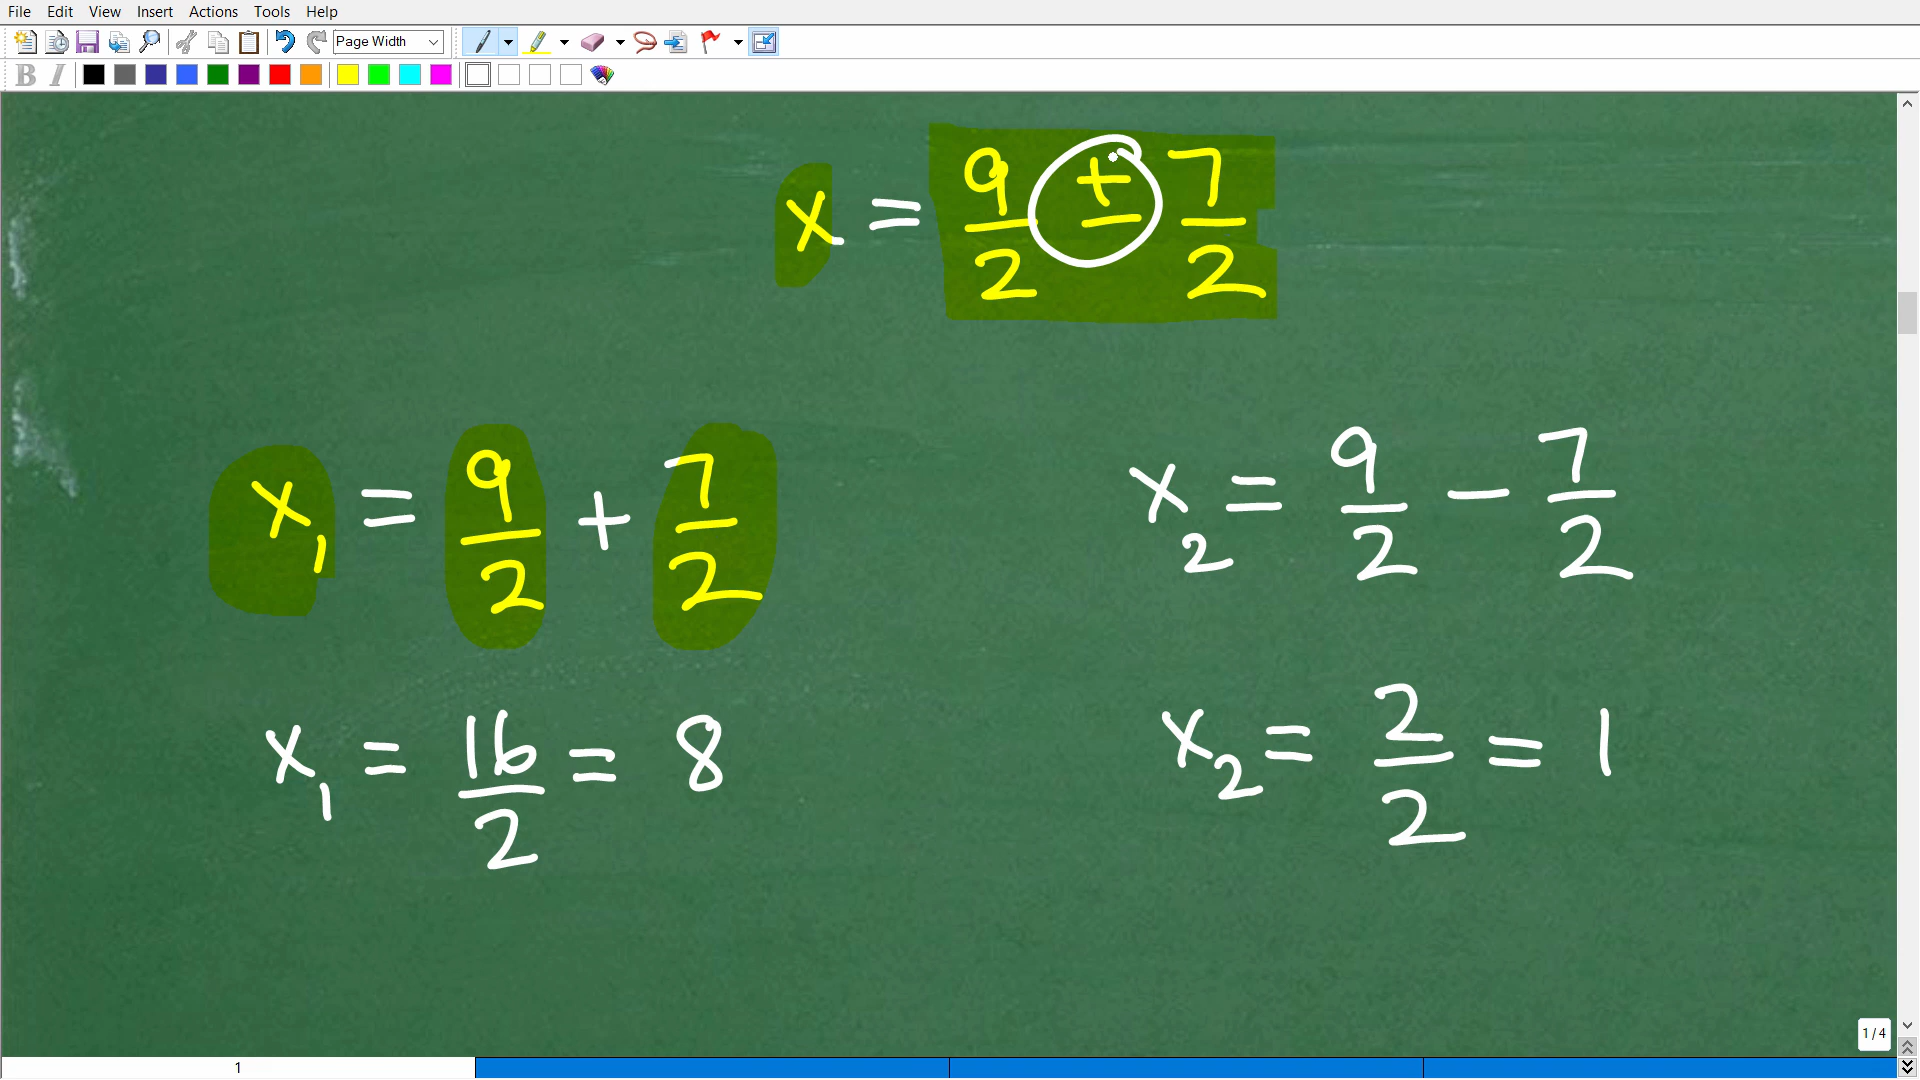 File Edit View Insert Actions Tools Help
Page Width
B I
x = 9/2 ± 7/2
x₁ = 9/2 + 7/2
x₂ = 9/2 − 7/2
x₁ = 16/2 = 8
x₂ = 2/2 = 1
1 / 4
1